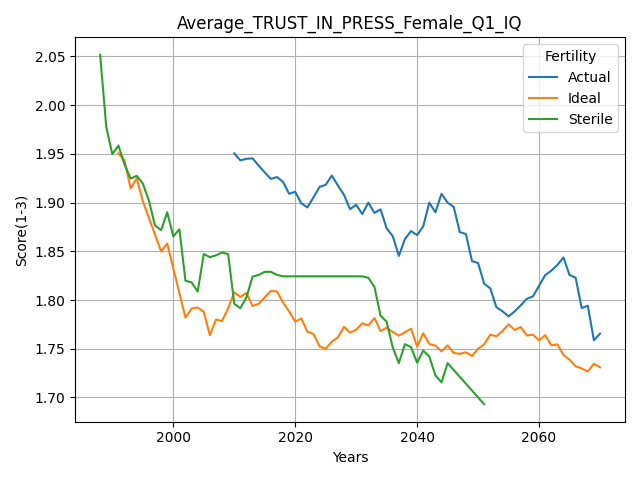 Average_TRUST_IN_PRESS_Female_Q1_IQ
Fertility
Actual
Ideal
Sterile
Score(1-3)
2.05
2.00
1.95
1.90
1.85
1.80
1.75
1.70
2000 2020 2040 2060
Years